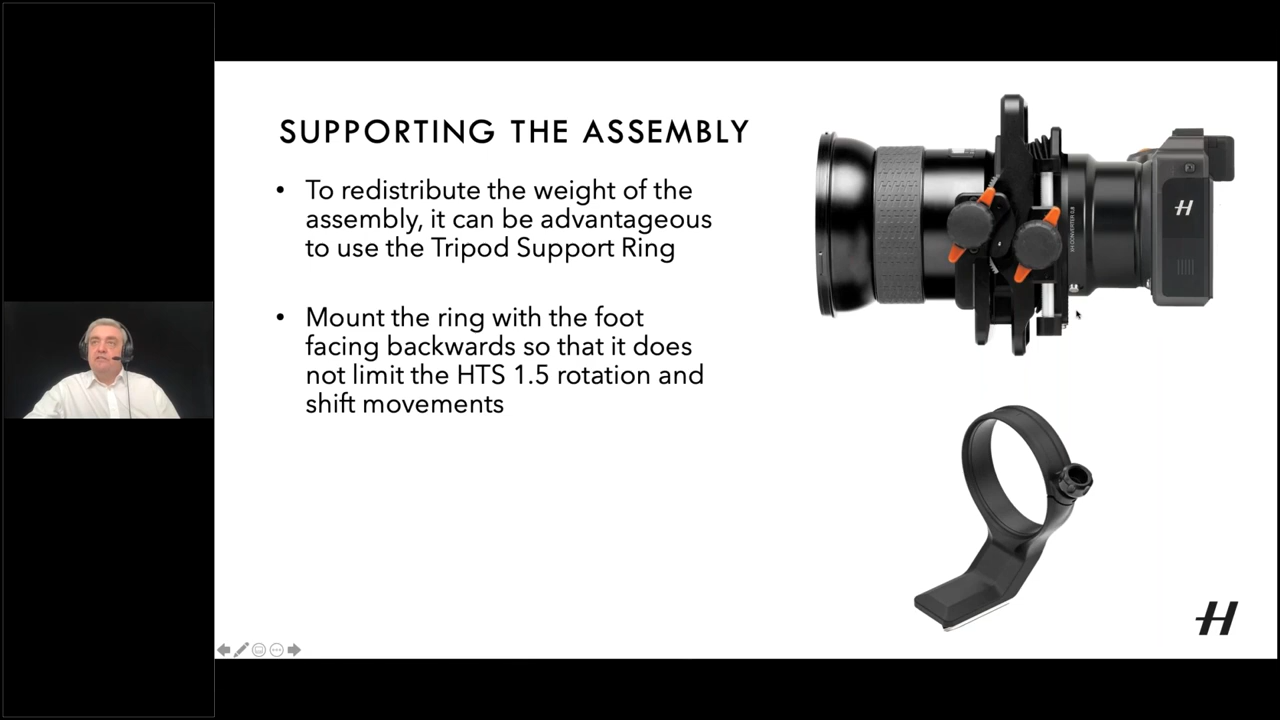 SUPPORTING THE ASSEMBLY
• To redistribute the weight of the
assembly, it can be advantageous
to use the Tripod Support Ring
• Mount the ring with the foot
facing backwards so that it does
not limit the HTS 1.5 rotation and
shift movements
H
H